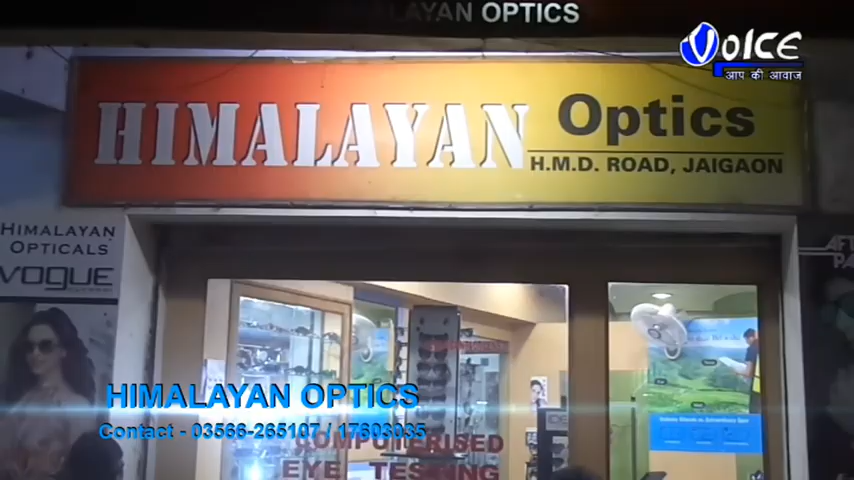 LAYAN OPTICS
VOICE
आप की आवाज
HIMALAYAN Optics
H.M.D. ROAD, JAIGAON
HIMALAYAN
OPTICALS
VOGUE
HIMALAYAN OPTICS
Contact - 03566-265107 / 17603035
COMPUTERISED
EYE TESTING